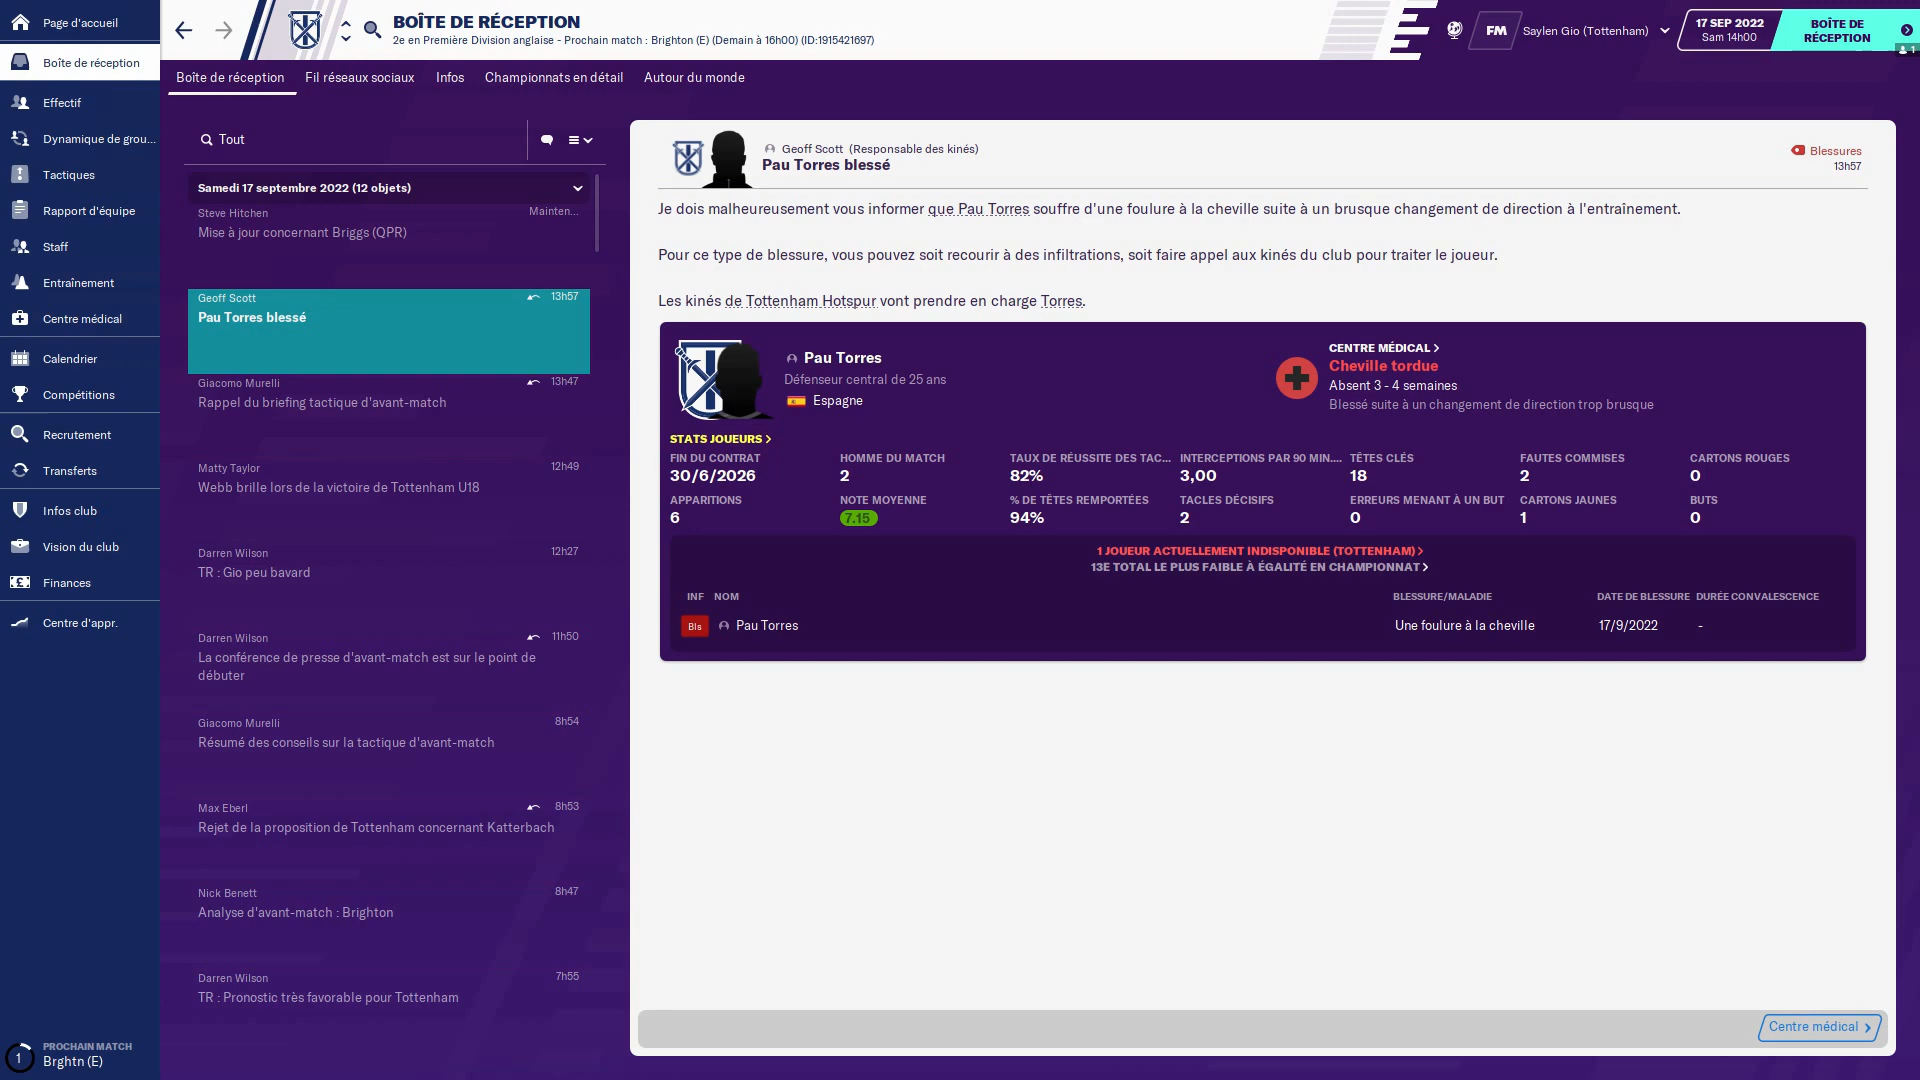 Page d'accueil
Boîte de réception
Effectif
Dynamique de grou...
Tactiques
Rapport d'équipe
Staff
Entraînement
Centre médical
Calendrier
Compétitions
Recrutement
Transferts
Infos club
Vision du club
Finances
Centre d'appr.
1
PROCHAIN MATCH
Brghtn (E)
BOÎTE DE RÉCEPTION
2e en Première Division anglaise - Prochain match : Brighton (E) (Demain à 16h00) (ID:1915421697)
FM
Saylen Gio (Tottenham)
17 SEP 2022
Sam 14h00
BOÎTE DE
RÉCEPTION
1
Boîte de réception Fil réseaux sociaux Infos Championnats en détail Autour du monde
Tout
Samedi 17 septembre 2022 (12 objets)
Steve Hitchen Mainten...
Mise à jour concernant Briggs (QPR)
Geoff Scott 13h57
Pau Torres blessé
Giacomo Murelli 13h47
Rappel du briefing tactique d'avant-match
Matty Taylor 12h49
Webb brille lors de la victoire de Tottenham U18
Darren Wilson 12h27
TR : Gio peu bavard
Darren Wilson 11h50
La conférence de presse d'avant-match est sur le point de
débuter
Giacomo Murelli 8h54
Résumé des conseils sur la tactique d'avant-match
Max Eberl 8h53
Rejet de la proposition de Tottenham concernant Katterbach
Nick Benett 8h47
Analyse d'avant-match : Brighton
Darren Wilson 7h55
TR : Pronostic très favorable pour Tottenham
Geoff Scott (Responsable des kinés)
Pau Torres blessé
Blessures
13h57
Je dois malheureusement vous informer que Pau Torres souffre d'une foulure à la cheville suite à un brusque changement de direction à l'entraînement.
Pour ce type de blessure, vous pouvez soit recourir à des infiltrations, soit faire appel aux kinés du club pour traiter le joueur.
Les kinés de Tottenham Hotspur vont prendre en charge Torres.
Pau Torres
Défenseur central de 25 ans
Espagne
CENTRE MÉDICAL
Cheville tordue
Absent 3 - 4 semaines
Blessé suite à un changement de direction trop brusque
STATS JOUEURS
FIN DU CONTRAT HOMME DU MATCH TAUX DE RÉUSSITE DES TAC... INTERCEPTIONS PAR 90 MIN.... TÊTES CLÉS FAUTES COMMISES CARTONS ROUGES
30/6/2026 2 82% 3,00 18 2 0
APPARITIONS NOTE MOYENNE % DE TÊTES REMPORTÉES TACLES DÉCISIFS ERREURS MENANT À UN BUT CARTONS JAUNES BUTS
6 7.15 94% 2 0 1 0
1 JOUEUR ACTUELLEMENT INDISPONIBLE (TOTTENHAM)
13E TOTAL LE PLUS FAIBLE À ÉGALITÉ EN CHAMPIONNAT
INF NOM BLESSURE/MALADIE DATE DE BLESSURE DURÉE CONVALESCENCE
Bls Pau Torres Une foulure à la cheville 17/9/2022 -
Centre médical